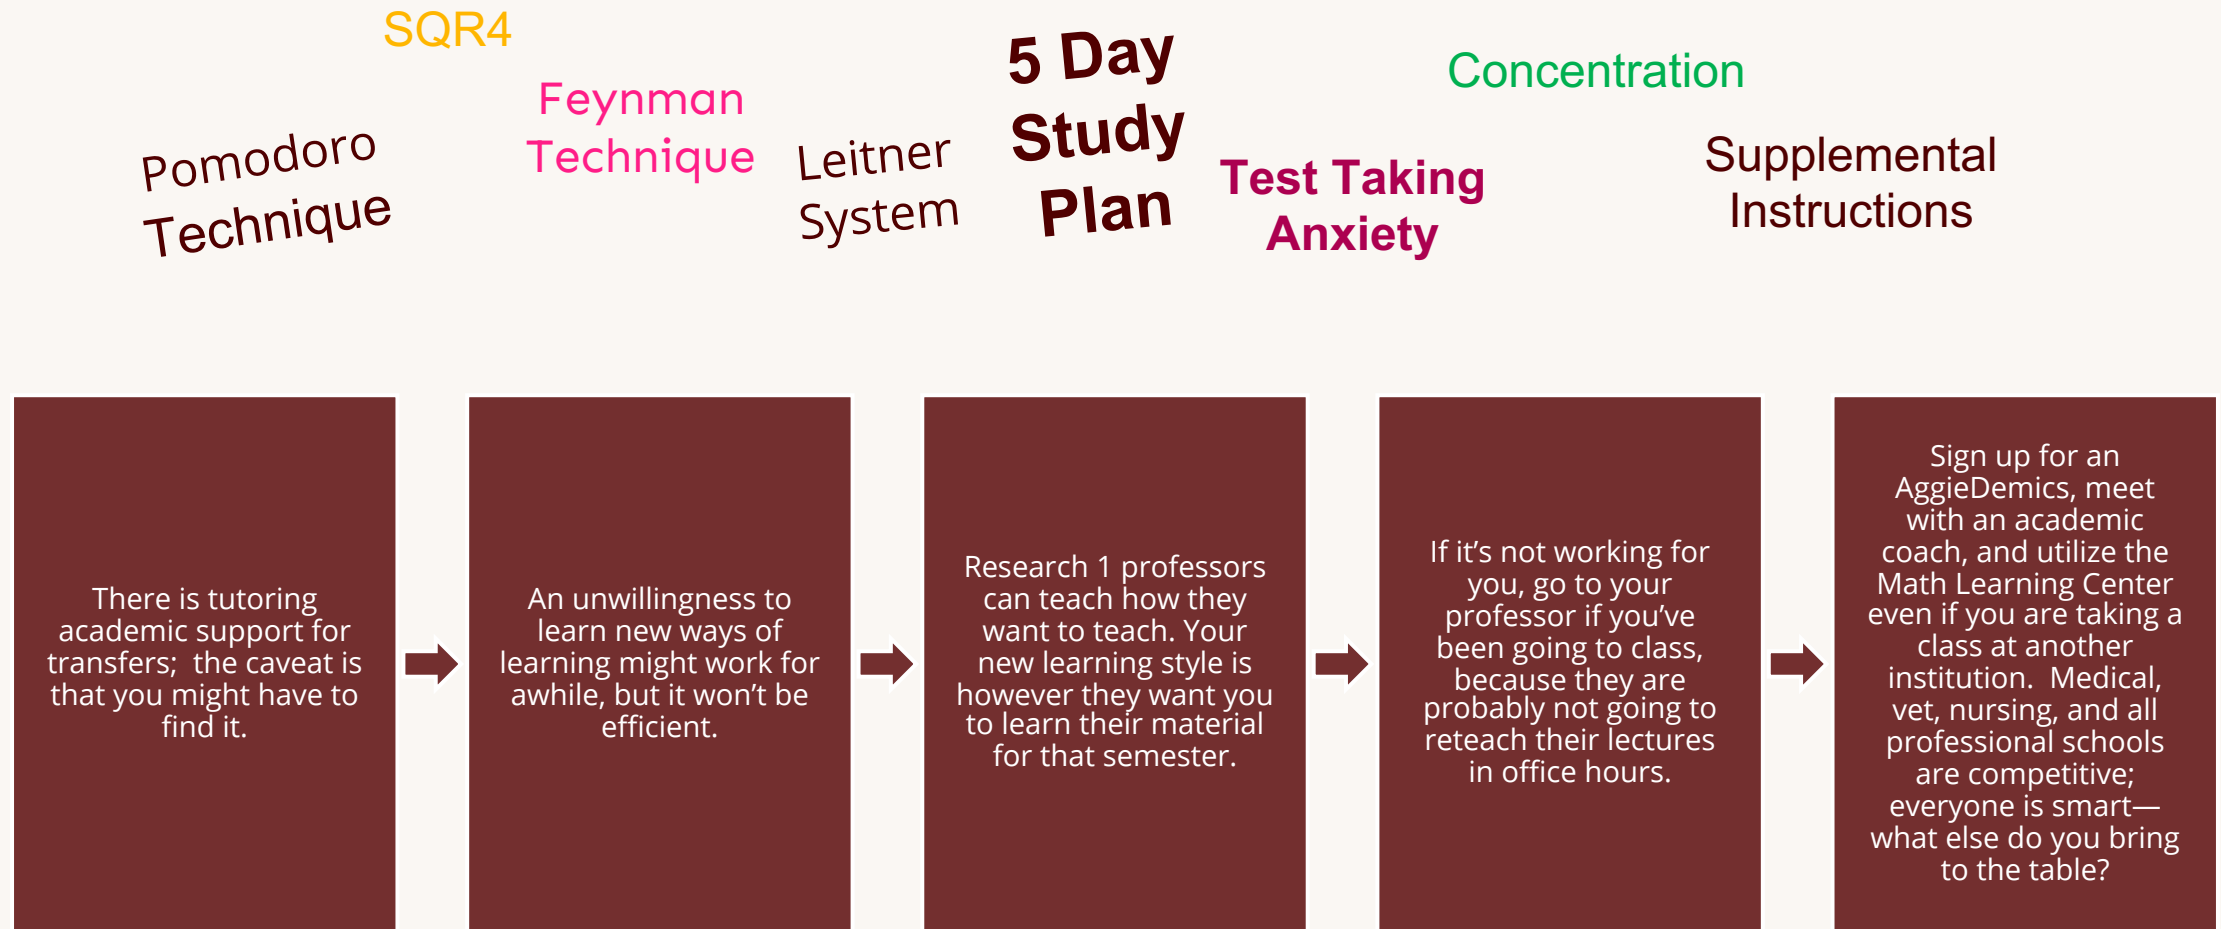 SQR4
Feynman
Technique
Pomodoro
Technique
Leitner
System
5 Day
Study
Plan
Test Taking
Anxiety
Concentration
Supplemental
Instructions
There is tutoring
academic support for
transfers;  the caveat is
that you might have to
find it.
An unwillingness to
learn new ways of
learning might work for
awhile, but it won’t be
efficient.
Research 1 professors
can teach how they
want to teach. Your
new learning style is
however they want you
to learn their material
for that semester.
If it’s not working for
you, go to your
professor if you’ve
been going to class,
because they are
probably not going to
reteach their lectures
in office hours.
Sign up for an
AggieDemics, meet
with an academic
coach, and utilize the
Math Learning Center
even if you are taking a
class at another
institution.  Medical,
vet, nursing, and all
professional schools
are competitive;
everyone is smart—
what else do you bring
to the table?